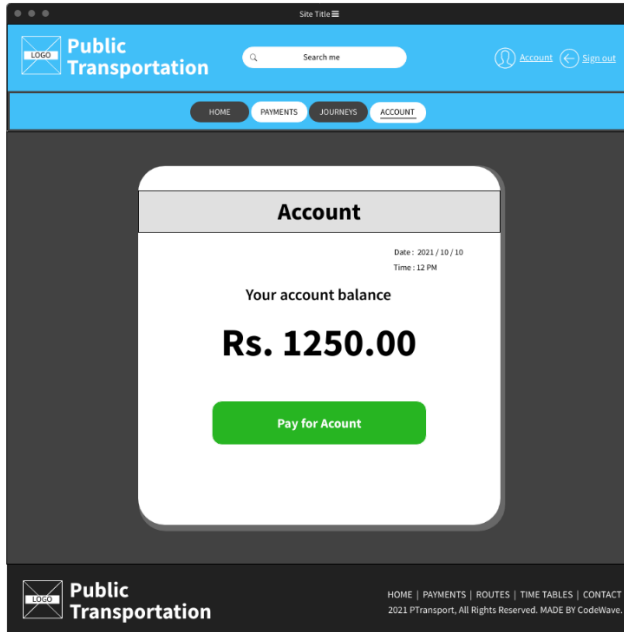 Site Title
LOGO
Public
Transportation
Search me
Account
Sign out
HOME
PAYMENTS
JOURNEYS
ACCOUNT
Account
Date : 2021 / 10 / 10
Time : 12 PM
Your account balance
Rs. 1250.00
Pay for Acount
LOGO
Public
Transportation
HOME | PAYMENTS | ROUTES | TIME TABLES | CONTACT
2021 PTransport, All Rights Reserved. MADE BY CodeWave.